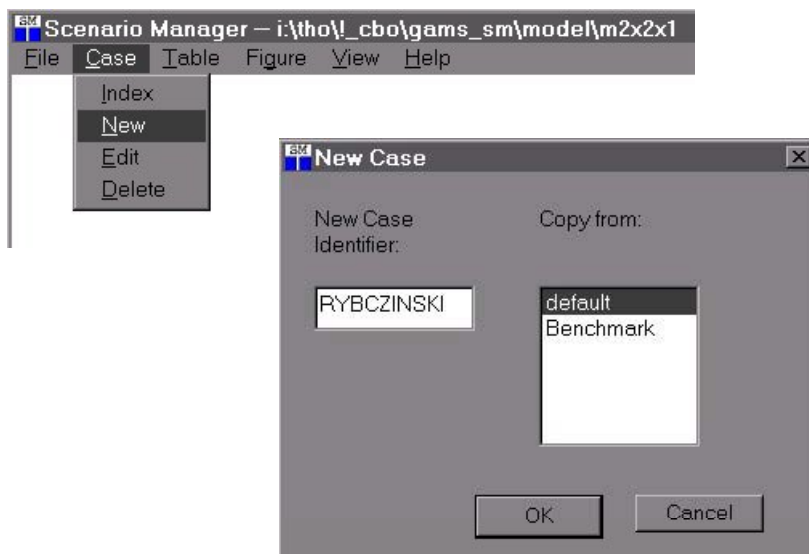 SM Scenario Manager – i:\tho\!_cbo\gams_sm\model\m2x2x1
File Case Table Figure View Help
Index
New
Edit
Delete
SM New Case
New Case
Identifier:
Copy from:
RYBCZINSKI
default
Benchmark
OK Cancel